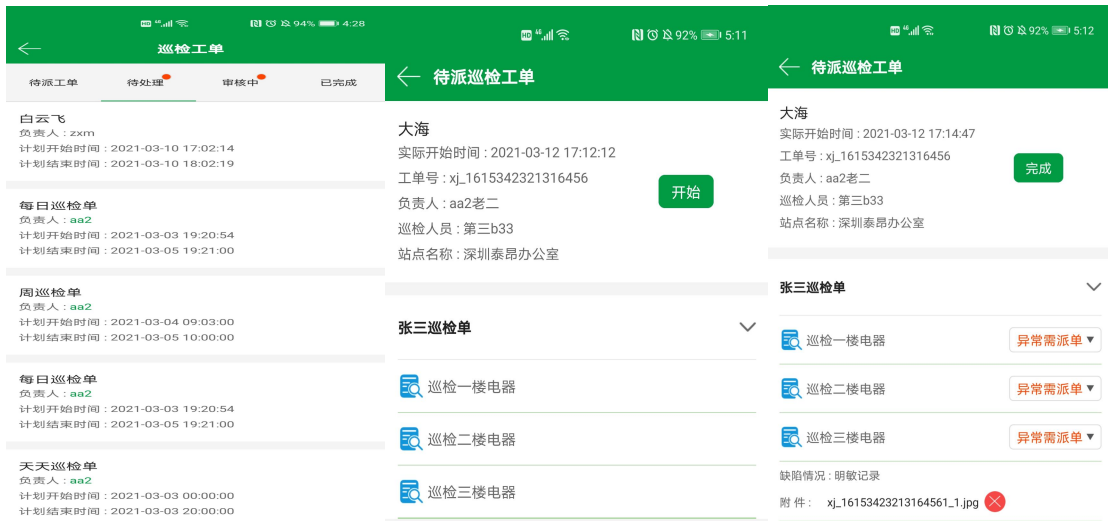 HD 46 94% 4:28
巡检工单
待派工单 待处理 审核中 已完成
白云飞
负责人 : zxm
计划开始时间 : 2021-03-10 17:02:14
计划结束时间 : 2021-03-10 18:02:19
每日巡检单
负责人 : aa2
计划开始时间 : 2021-03-03 19:20:54
计划结束时间 : 2021-03-05 19:21:00
周巡检单
负责人 : aa2
计划开始时间 : 2021-03-04 09:03:00
计划结束时间 : 2021-03-05 10:00:00
每日巡检单
负责人 : aa2
计划开始时间 : 2021-03-03 19:20:54
计划结束时间 : 2021-03-05 19:21:00
天天巡检单
负责人 : aa2
计划开始时间 : 2021-03-03 00:00:00
计划结束时间 : 2021-03-03 20:00:00
HD 46 92% 5:11
待派巡检工单
大海
实际开始时间 : 2021-03-12 17:12:12
工单号 : xj_1615342321316456
开始
负责人 : aa2老二
巡检人员 : 第三b33
站点名称 : 深圳泰昂办公室
张三巡检单
巡检一楼电器
巡检二楼电器
巡检三楼电器
HD 46 92% 5:12
待派巡检工单
大海
实际开始时间 : 2021-03-12 17:14:47
工单号 : xj_1615342321316456
完成
负责人 : aa2老二
巡检人员 : 第三b33
站点名称 : 深圳泰昂办公室
张三巡检单
巡检一楼电器 异常需派单▼
巡检二楼电器 异常需派单▼
巡检三楼电器 异常需派单▼
缺陷情况 : 明敏记录
附 件 : xj_16153423213164561_1.jpg